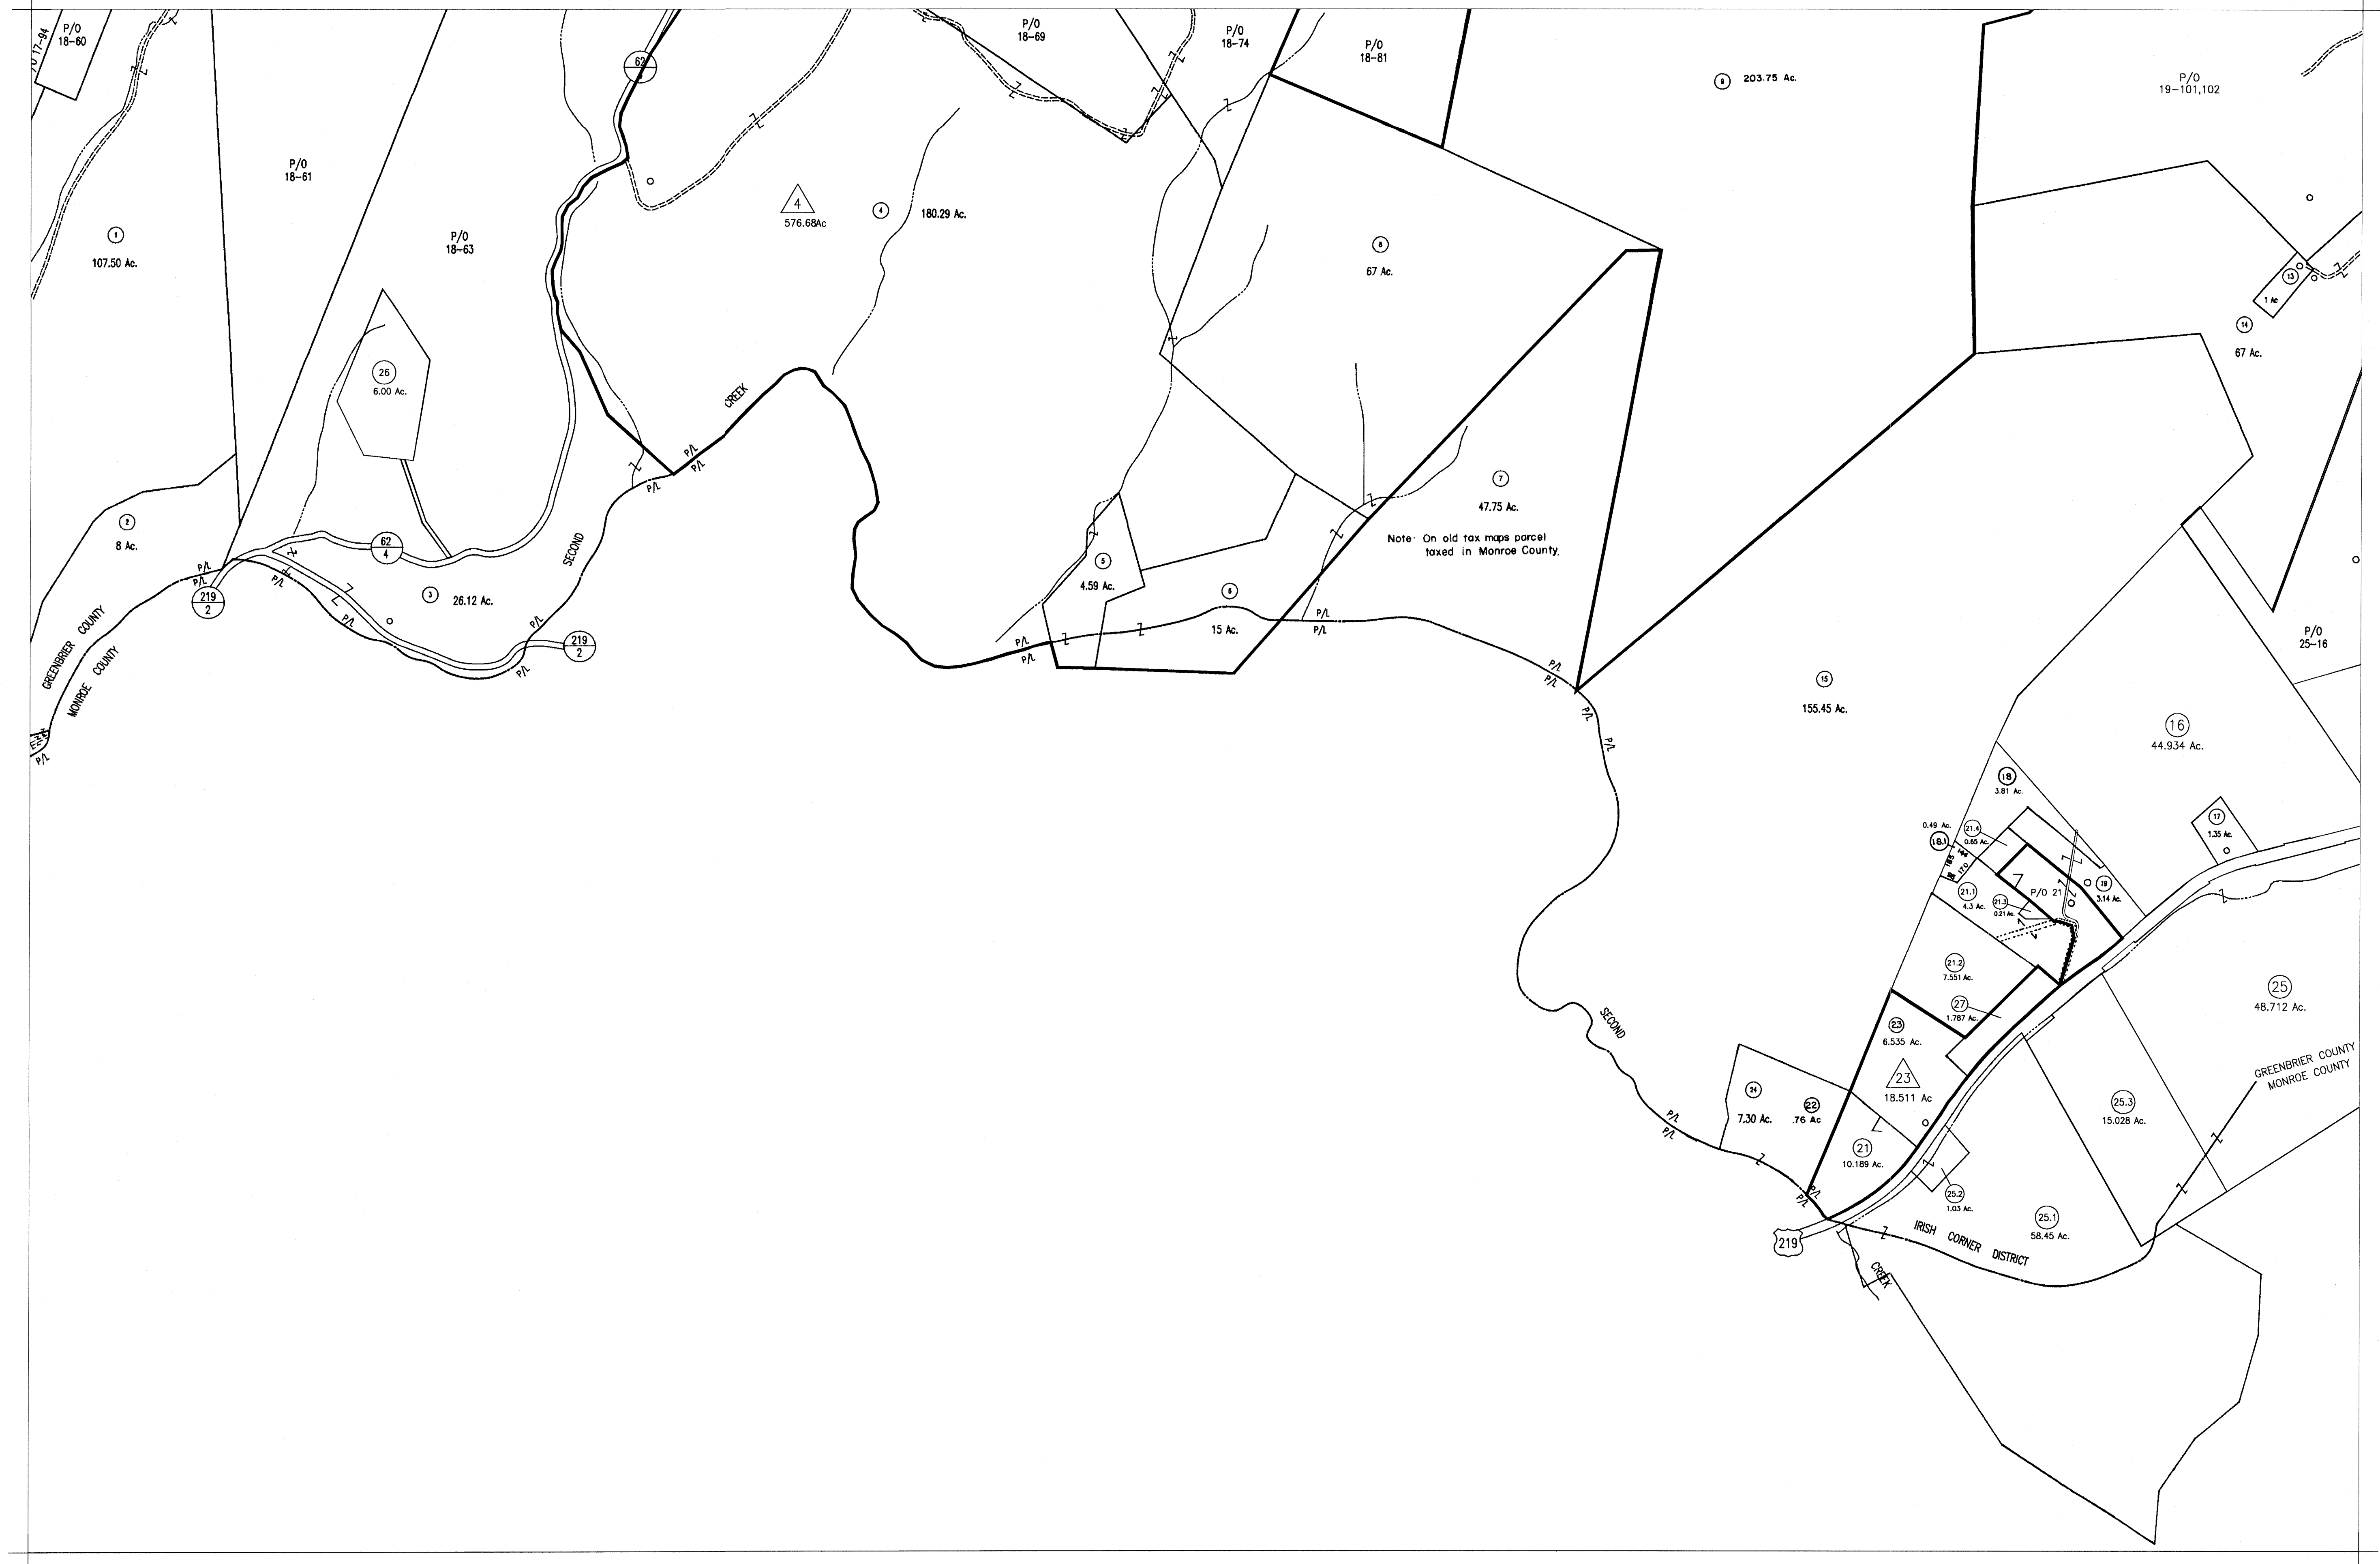 P/O 17-94
P/O
18-60
P/O
18-61
P/O
18-63
62
P/O
18-69
P/O
18-74
P/O
18-81
9
203.75 Ac.
P/O
19-101,102
1
107.50 Ac.
4
576.68Ac
4
180.29 Ac.
8
67 Ac.
13
1 Ac
14
67 Ac.
26
6.00 Ac.
CREEK
P/L
P/L
P/L
7
47.75 Ac.
Note: On old tax maps parcel
taxed in Monroe County.
2
8 Ac.
62
4
SECOND
5
4.59 Ac.
6
15 Ac.
P/L
P/L
219
2
P/L
3
26.12 Ac.
P/L
P/L
P/L
219
2
P/L
P/L
P/L
P/L
P/L
P/L
P/L
P/L
GREENBRIER COUNTY
MONROE COUNTY
P/L
P/O
25-16
15
155.45 Ac.
16
44.934 Ac.
18
3.81 Ac.
17
1.35 Ac.
0.49 Ac.
18.1
21.4
0.65 Ac.
144
185
170
98
21.1
4.3 Ac.
21.3
0.21 Ac.
P/O 21
19
3.14 Ac.
21.2
7.551 Ac.
27
1.787 Ac.
23
6.535 Ac.
23
18.511 Ac
25
48.712 Ac.
GREENBRIER COUNTY
MONROE COUNTY
SECOND
24
7.30 Ac.
22
.76 Ac
25.3
15.028 Ac.
P/L
P/L
21
10.189 Ac.
P/L
P/L
25.2
1.03 Ac.
25.1
58.45 Ac.
219
IRISH CORNER DISTRICT
CREEK